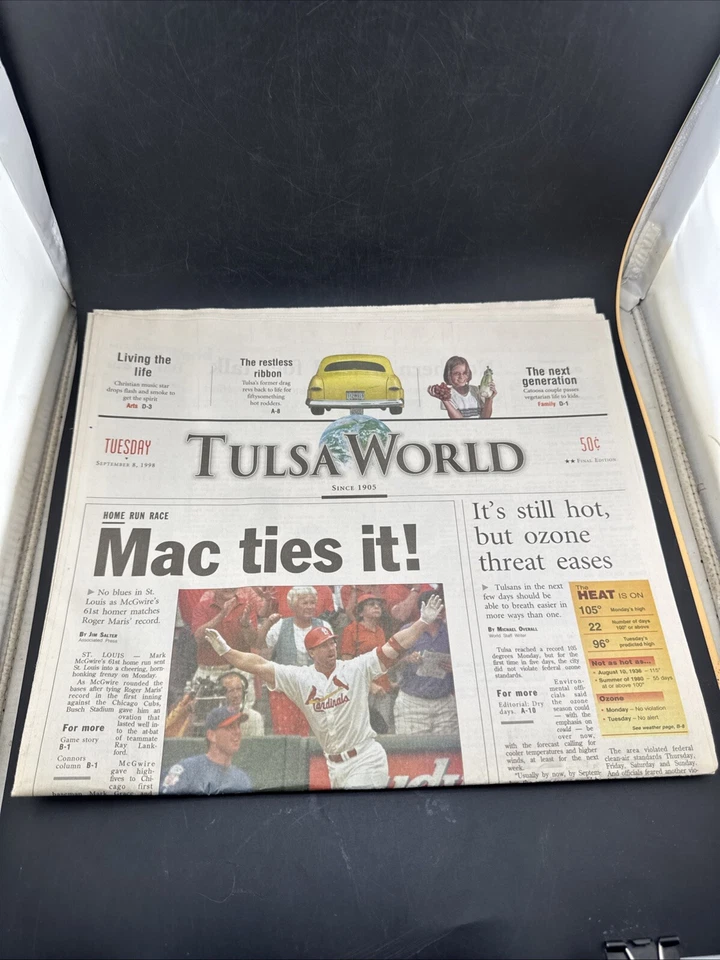 Living the
life
Christian music star
drops flash and smoke to
get the spirit
Arts D-3
The restless
ribbon
Tulsa's former drag
revs back to life for
fiftysomething
hot rodders.
A-8
The next
generation
Catoosa couple passes
vegetarian life to kids.
Family D-1
TUESDAY
SEPTEMBER 8, 1998
TULSA WORLD
SINCE 1905
50¢
★★ FINAL EDITION
HOME RUN RACE
Mac ties it!
▶ No blues in St.
Louis as McGwire's
61st homer matches
Roger Maris' record.
BY JIM SALTER
Associated Press
ST. LOUIS — Mark
McGwire's 61st home run sent
St. Louis into a cheering, horn-
honking frenzy on Monday.
As McGwire rounded the
bases after tying Roger Maris'
record in the first inning
against the Chicago Cubs,
Busch Stadium gave him an
ovation that
lasted well in-
to the at-bat
of teammate
Ray Lank-
ford.
McGwire
gave high-
fives to Chi-
cago first
baseman Mark Grace and
For more
Game story
B-1
Connors
column B-1
Cardinals
It's still hot,
but ozone
threat eases
▶ Tulsans in the next
few days should be
able to breathe easier in
more ways than one.
BY MICHAEL OVERALL
World Staff Writer
Tulsa reached a record 105
degrees Monday, but for the
first time in five days, the city
did not violate federal ozone
standards.
For more
Editorial: Dry
days. A-18
Environ-
mental offi-
cials said
the ozone
season could
— with the
emphasis on
could — be
over now,
with the forecast calling for
cooler temperatures and higher
winds, at least for the next
week.
"Usually by now, by Septem-
The HEAT IS ON
105° Monday's high
22 Number of days
100° or above
96° Tuesday's
predicted high
Not as hot as...
• August 10, 1936 – 115°
• Summer of 1980 – 55 days
at or above 100°
Ozone
• Monday – No violation
• Tuesday – No alert
See weather page,
The area violated federal
clean-air standards Thursday,
Friday, Saturday and Sunday.
And officials feared another vio-